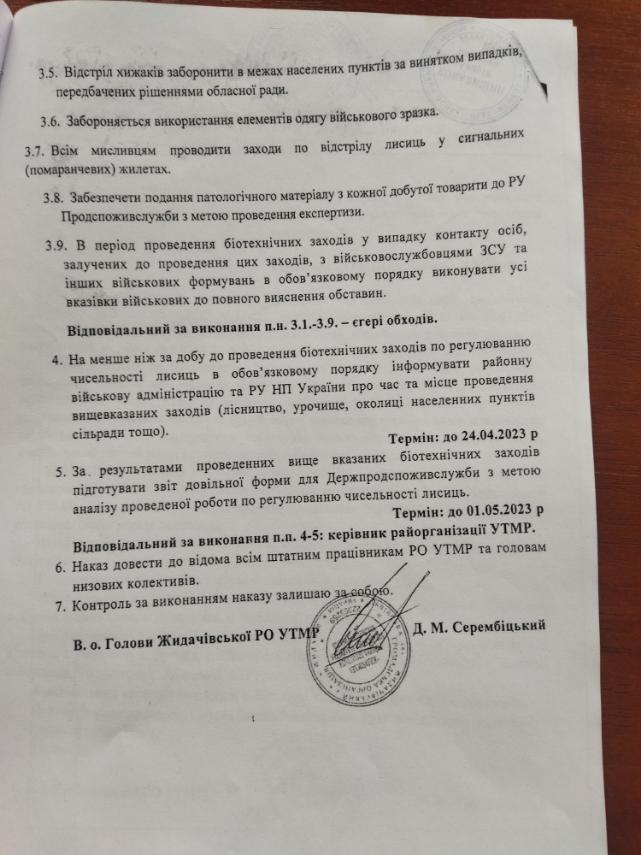 3.5. Відстріл хижаків заборонити в межах населених пунктів за винятком випадків,
передбачених рішеннями обласної ради.
3.6. Забороняється використання елементів одягу військового зразка.
3.7. Всім мисливцям проводити заходи по відстрілу лисиць у сигнальних
(помаранчевих) жилетах.
3.8. Забезпечети подання патологічного матеріалу з кожної добутої товарити до РУ
Продспоживслужби з метою проведення експертизи.
3.9. В період проведення біотехнічних заходів у випадку контакту осіб,
залучених до проведення цих заходів, з військовослужбовцями ЗСУ та
інших військових формувань в обов’язковому порядку виконувати усі
вказівки військових до повного вияснення обставин.
Відповідальний за виконання п.н. 3.1.-3.9. – єгері обходів.
4. На менше ніж за добу до проведення біотехнічних заходів по регулюванню
чисельності лисиць в обов’язковому порядку інформувати районну
військову адміністрацію та РУ НП України про час та місце проведення
вищевказаних заходів (лісництво, урочище, околиці населенних пунктів
сільради тощо).
Термін: до 24.04.2023 р
5. За результатами проведенних вище вказаних біотехнічних заходів
підготувати звіт довільної форми для Держпродспоживслужби з метою
аналізу проведеної роботи по регулюванню чисельності лисиць.
Термін: до 01.05.2023 р
Відповідальний за виконання п.п. 4-5: керівник райорганізації УТМР.
6. Наказ довести до відома всім штатним працівникам РО УТМР та головам
низових колективів.
7. Контроль за виконанням наказу залишаю за собою.
В. о. Голови Жидачівської РО УТМР Д. М. Серембіцький